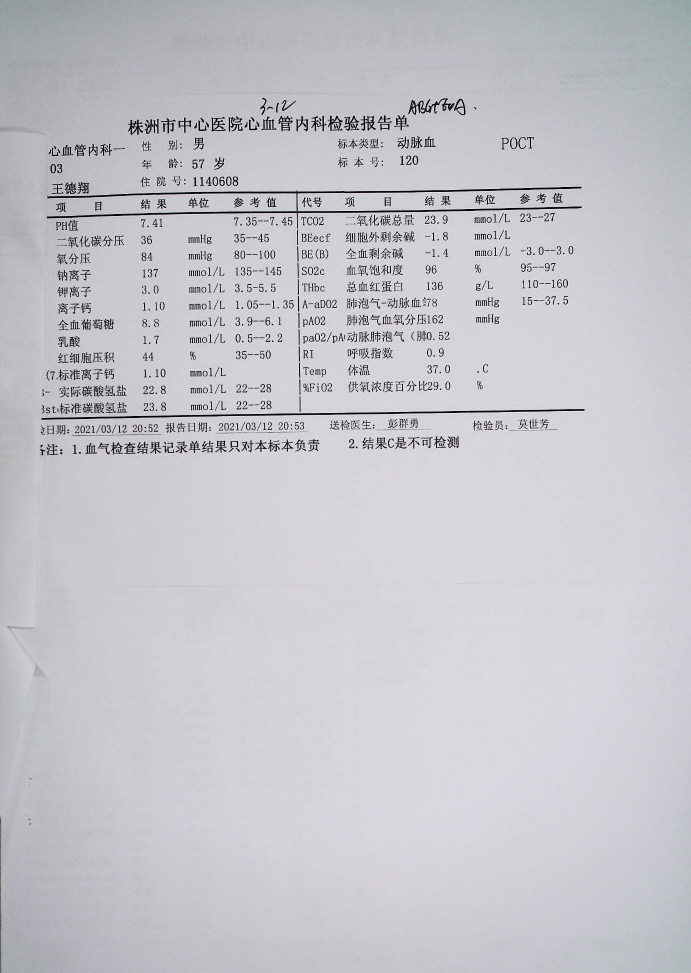 3-12
株洲市中心医院心血管内科检验报告单
心血管内科一 性 别: 男 标本类型: 动脉血 POCT
03 年 龄: 57 岁 标 本 号: 120
王德翔 住 院 号: 1140608
项 目 结 果 单位 参 考 值 代号 项 目 结 果 单位 参 考 值
PH值 7.41 7.35--7.45 TCO2 二氧化碳总量 23.9 mmol/L 23--27
二氧化碳分压 36 mmHg 35--45 BEecf 细胞外剩余碱 -1.8 mmol/L
氧分压 84 mmHg 80--100 BE(B) 全血剩余碱 -1.4 mmol/L -3.0--3.0
钠离子 137 mmol/L 135--145 SO2c 血氧饱和度 96 % 95--97
钾离子 3.0 mmol/L 3.5-5.5 THbc 总血红蛋白 136 g/L 110--160
离子钙 1.10 mmol/L 1.05--1.35 A-aDO2 肺泡气-动脉血 78 mmHg 15--37.5
全血葡萄糖 8.8 mmol/L 3.9--6.1 pAO2 肺泡气血氧分压 162 mmHg
乳酸 1.7 mmol/L 0.5--2.2 paO2/pA 动脉肺泡气（肺 0.52
红细胞压积 44 % 35--50 RI 呼吸指数 0.9
(7. 标准离子钙 1.10 mmol/L Temp 体温 37.0 .C
3- 实际碳酸氢盐 22.8 mmol/L 22--28 %FiO2 供氧浓度百分比 29.0 %
3st 标准碳酸氢盐 23.8 mmol/L 22--28
日期: 2021/03/12 20:52 报告日期: 2021/03/12 20:53 送检医生: 彭群勇 检验员: 莫世芳
备注: 1.血气检查结果记录单结果只对本标本负责 2.结果C是不可检测